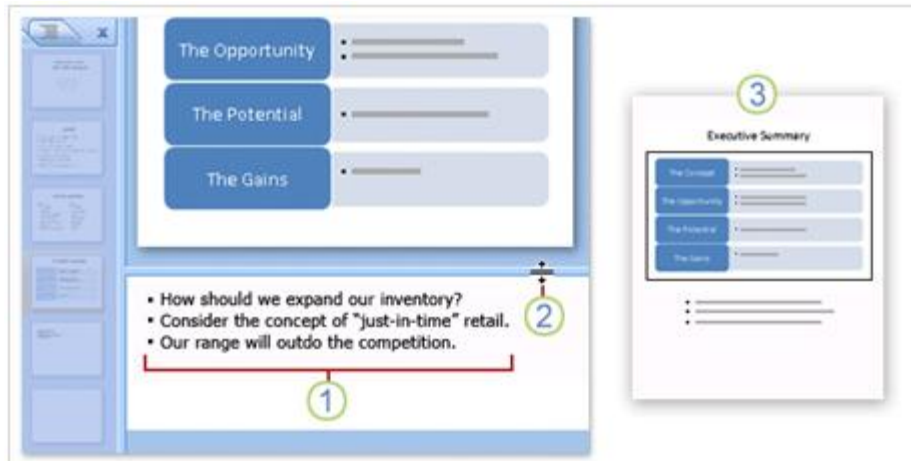 x
The Opportunity
The Potential
The Gains
• How should we expand our inventory?
• Consider the concept of "just-in-time" retail.
• Our range will outdo the competition.
1
2
3
Executive Summary
The Concept
The Opportunity
The Potential
The Gains